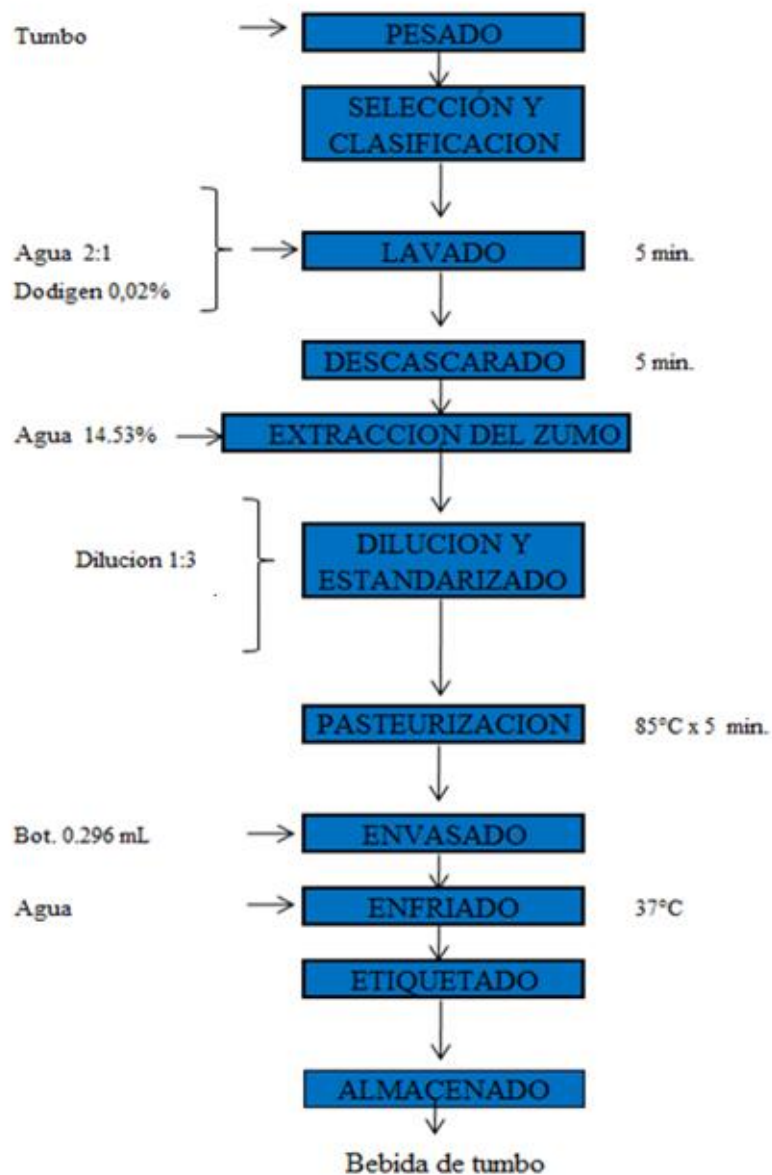 Tumbo
PESADO
SELECCIÓN Y
CLASIFICACION
Agua 2:1
LAVADO
5 min.
Dodigen 0,02%
DESCASCARADO
5 min.
Agua 14.53%
EXTRACCION DEL ZUMO
Dilucion 1:3
DILUCION Y
ESTANDARIZADO
PASTEURIZACION
85°C x 5 min.
Bot. 0.296 mL
ENVASADO
Agua
ENFRIADO
37°C
ETIQUETADO
ALMACENADO
Bebida de tumbo